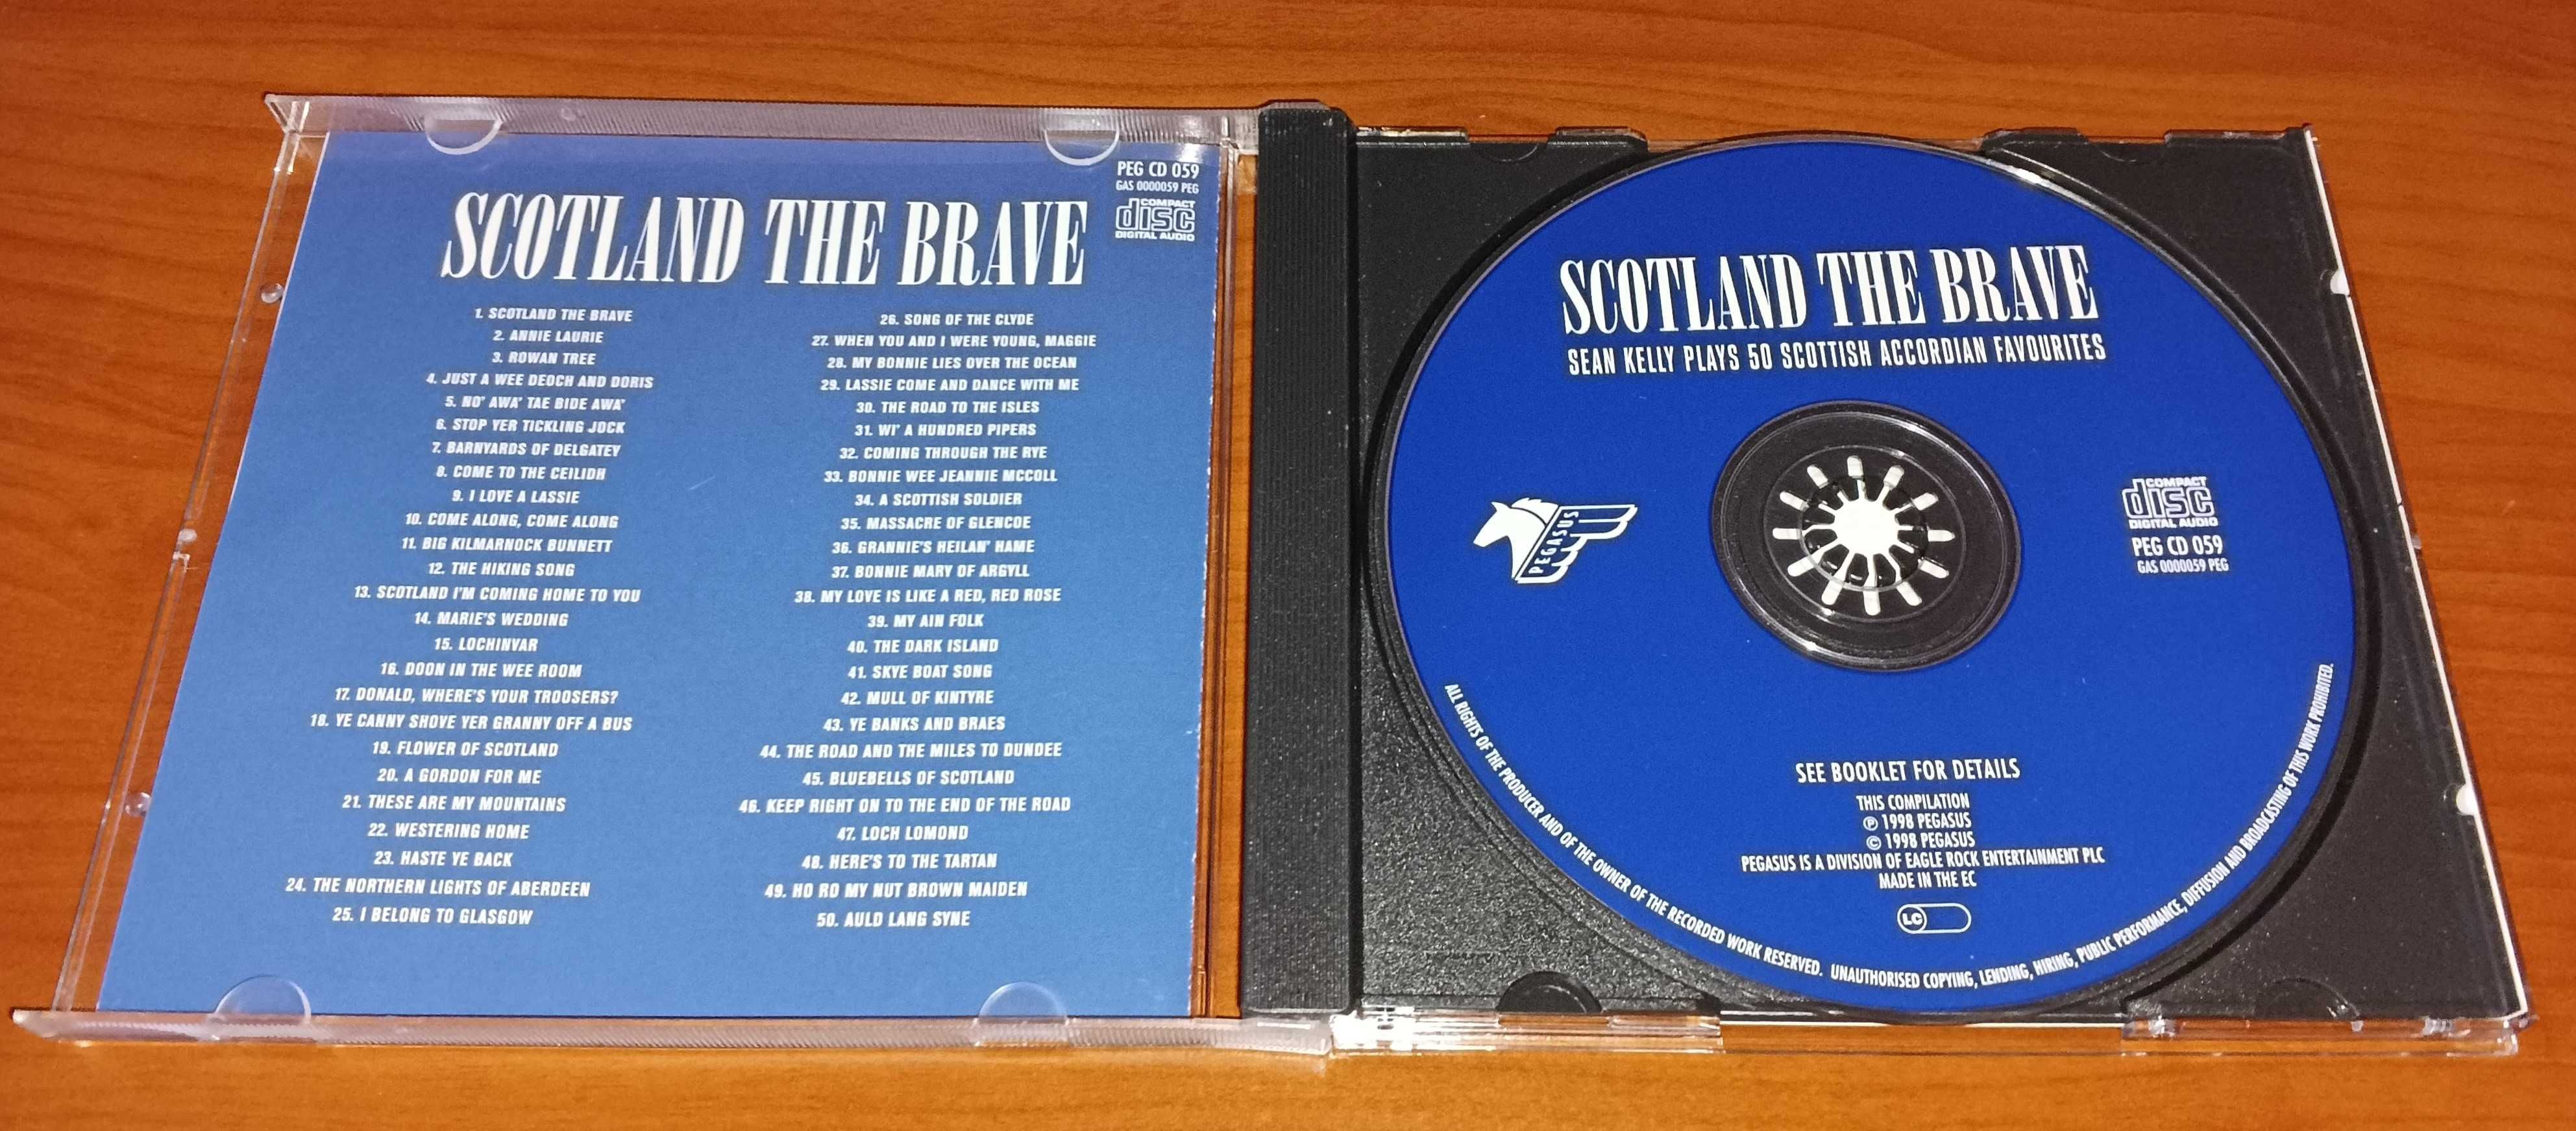 PEG CD 059
GAS 0000059 PEG
COMPACT
disc
DIGITAL AUDIO
SCOTLAND THE BRAVE
1. SCOTLAND THE BRAVE
2. ANNIE LAURIE
3. ROWAN TREE
4. JUST A WEE DEOCH AND DORIS
5. NO' AWA' TAE BIDE AWA'
6. STOP YER TICKLING JOCK
7. BARNYARDS OF DELGATEY
8. COME TO THE CEILIDH
9. I LOVE A LASSIE
10. COME ALONG, COME ALONG
11. BIG KILMARNOCK BUNNETT
12. THE HIKING SONG
13. SCOTLAND I'M COMING HOME TO YOU
14. MARIE'S WEDDING
15. LOCHINVAR
16. DOON IN THE WEE ROOM
17. DONALD, WHERE'S YOUR TROOSERS?
18. YE CANNY SHOVE YER GRANNY OFF A BUS
19. FLOWER OF SCOTLAND
20. A GORDON FOR ME
21. THESE ARE MY MOUNTAINS
22. WESTERING HOME
23. HASTE YE BACK
24. THE NORTHERN LIGHTS OF ABERDEEN
25. I BELONG TO GLASGOW
26. SONG OF THE CLYDE
27. WHEN YOU AND I WERE YOUNG, MAGGIE
28. MY BONNIE LIES OVER THE OCEAN
29. LASSIE COME AND DANCE WITH ME
30. THE ROAD TO THE ISLES
31. WI' A HUNDRED PIPERS
32. COMING THROUGH THE RYE
33. BONNIE WEE JEANNIE MCCOLL
34. A SCOTTISH SOLDIER
35. MASSACRE OF GLENCOE
36. GRANNIE'S HEILAN' HAME
37. BONNIE MARY OF ARGYLL
38. MY LOVE IS LIKE A RED, RED ROSE
39. MY AIN FOLK
40. THE DARK ISLAND
41. SKYE BOAT SONG
42. MULL OF KINTYRE
43. YE BANKS AND BRAES
44. THE ROAD AND THE MILES TO DUNDEE
45. BLUEBELLS OF SCOTLAND
46. KEEP RIGHT ON TO THE END OF THE ROAD
47. LOCH LOMOND
48. HERE'S TO THE TARTAN
49. HO RO MY NUT BROWN MAIDEN
50. AULD LANG SYNE
SCOTLAND THE BRAVE
SEAN KELLY PLAYS 50 SCOTTISH ACCORDIAN FAVOURITES
PEGASUS
COMPACT
disc
DIGITAL AUDIO
PEG CD 059
GAS 0000059 PEG
SEE BOOKLET FOR DETAILS
THIS COMPILATION
℗ 1998 PEGASUS
© 1998 PEGASUS
PEGASUS IS A DIVISION OF EAGLE ROCK ENTERTAINMENT PLC
MADE IN THE EC
LC
ALL RIGHTS OF THE PRODUCER AND OF THE OWNER OF THE RECORDED WORK RESERVED. UNAUTHORISED COPYING, LENDING, HIRING, PUBLIC PERFORMANCE, DIFFUSION AND BROADCASTING OF THIS WORK PROHIBITED.